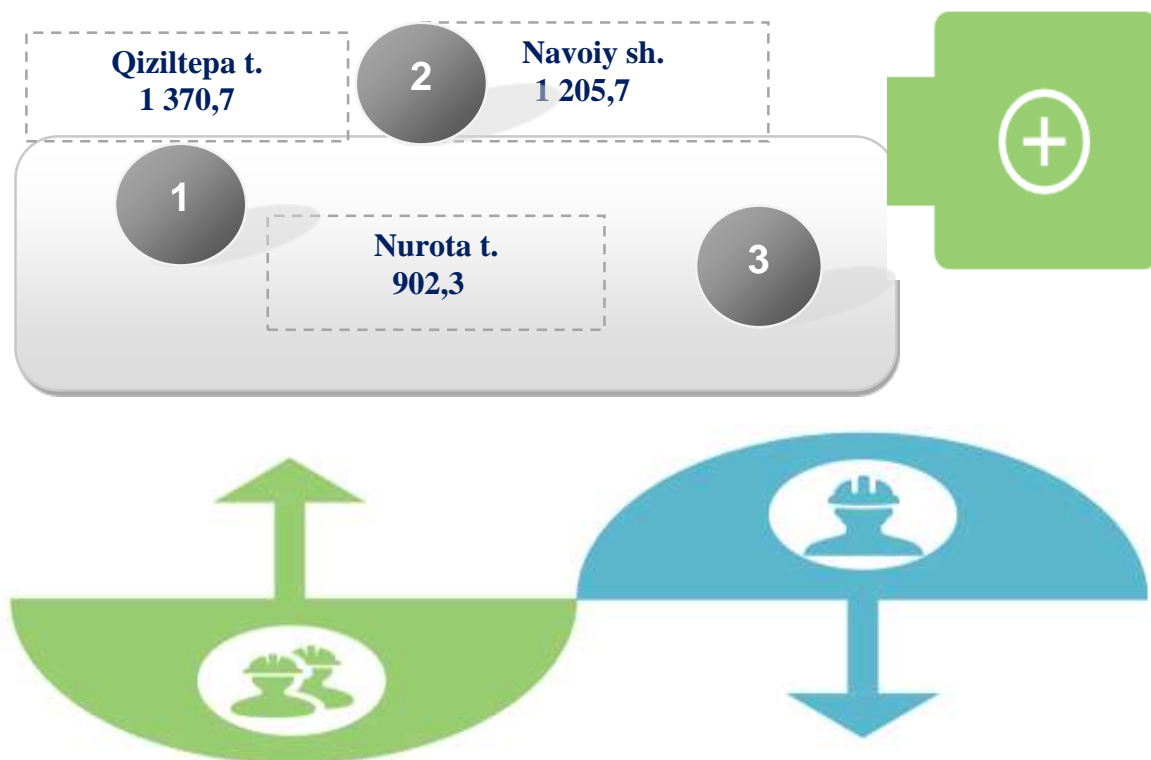 Qiziltepa t.
1 370,7
2
Navoiy sh.
1 205,7
1
Nurota t.
902,3
3